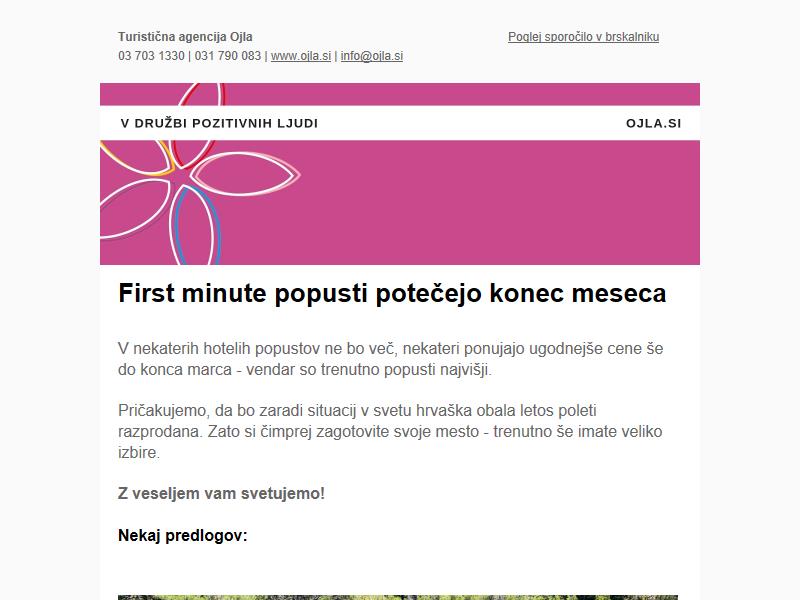 Turistična agencija Ojla
Poglej sporočilo v brskalniku
03 703 1330 | 031 790 083 | www.ojla.si | info@ojla.si
V DRUŽBI POZITIVNIH LJUDI
OJLA.SI
First minute popusti potečejo konec meseca
V nekaterih hotelih popustov ne bo več, nekateri ponujajo ugodnejše cene še
do konca marca - vendar so trenutno popusti najvišji.
Pričakujemo, da bo zaradi situacij v svetu hrvaška obala letos poleti
razprodana. Zato si čimprej zagotovite svoje mesto - trenutno še imate veliko
izbire.
Z veseljem vam svetujemo!
Nekaj predlogov: